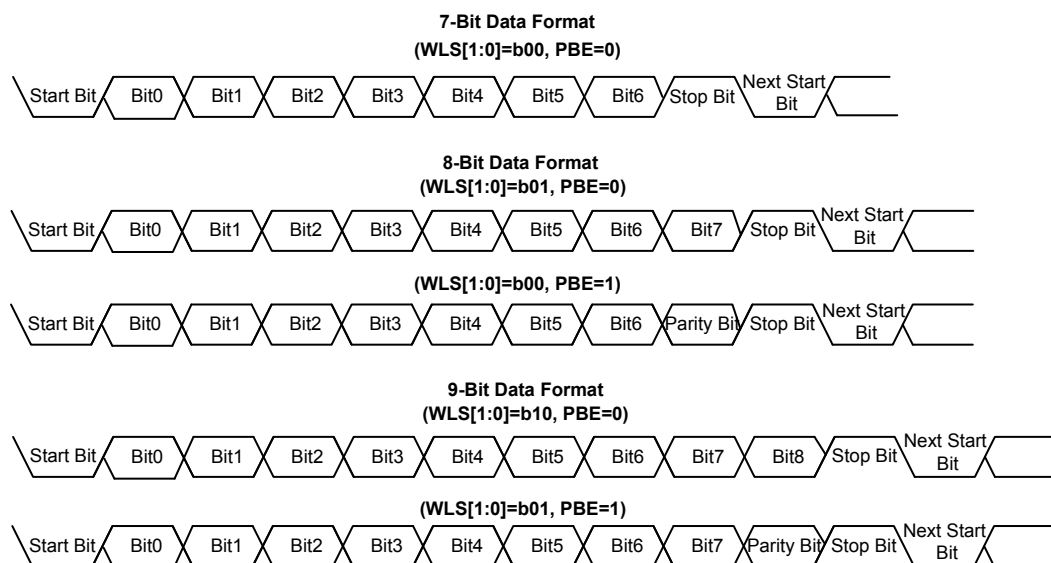 7-Bit Data Format
(WLS[1:0]=b00, PBE=0)
Start Bit Bit0 Bit1 Bit2 Bit3 Bit4 Bit5 Bit6 Stop Bit Next Start Bit
8-Bit Data Format
(WLS[1:0]=b01, PBE=0)
Start Bit Bit0 Bit1 Bit2 Bit3 Bit4 Bit5 Bit6 Bit7 Stop Bit Next Start Bit
(WLS[1:0]=b00, PBE=1)
Start Bit Bit0 Bit1 Bit2 Bit3 Bit4 Bit5 Bit6 Parity Bit Stop Bit Next Start Bit
9-Bit Data Format
(WLS[1:0]=b10, PBE=0)
Start Bit Bit0 Bit1 Bit2 Bit3 Bit4 Bit5 Bit6 Bit7 Bit8 Stop Bit Next Start Bit
(WLS[1:0]=b01, PBE=1)
Start Bit Bit0 Bit1 Bit2 Bit3 Bit4 Bit5 Bit6 Bit7 Parity Bit Stop Bit Next Start Bit